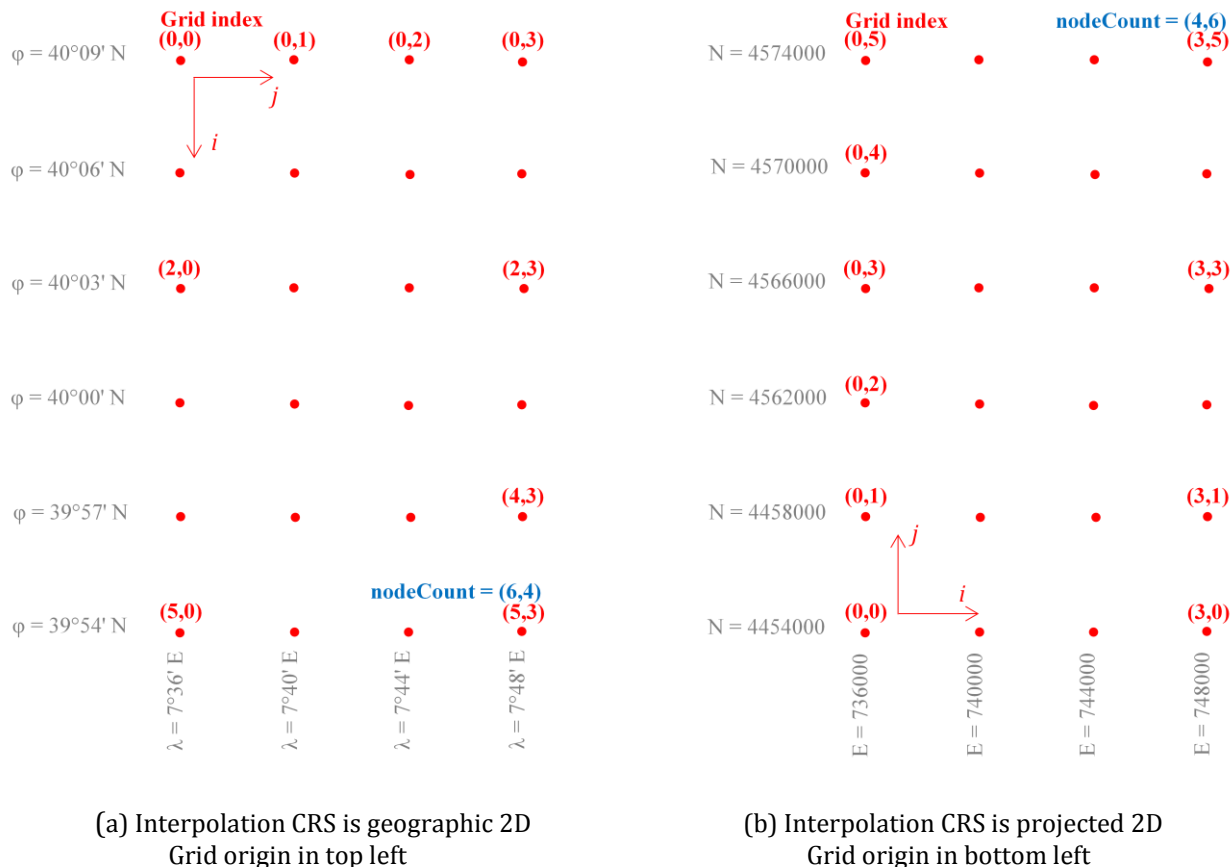 Grid index
(0,0) (0,1) (0,2) (0,3)
φ = 40°09' N
j
i
φ = 40°06' N
(2,0) (2,3)
φ = 40°03' N
φ = 40°00' N
(4,3)
φ = 39°57' N
nodeCount = (6,4)
(5,0) (5,3)
φ = 39°54' N
λ = 7°36' E
λ = 7°40' E
λ = 7°44' E
λ = 7°48' E
(a) Interpolation CRS is geographic 2D
Grid origin in top left
Grid index nodeCount = (4,6)
(0,5) (3,5)
N = 4574000
(0,4)
N = 4570000
(0,3) (3,3)
N = 4566000
(0,2)
N = 4562000
(0,1) (3,1)
N = 4458000
j
i
(0,0) (3,0)
N = 4454000
E = 736000
E = 740000
E = 744000
E = 748000
(b) Interpolation CRS is projected 2D
Grid origin in bottom left